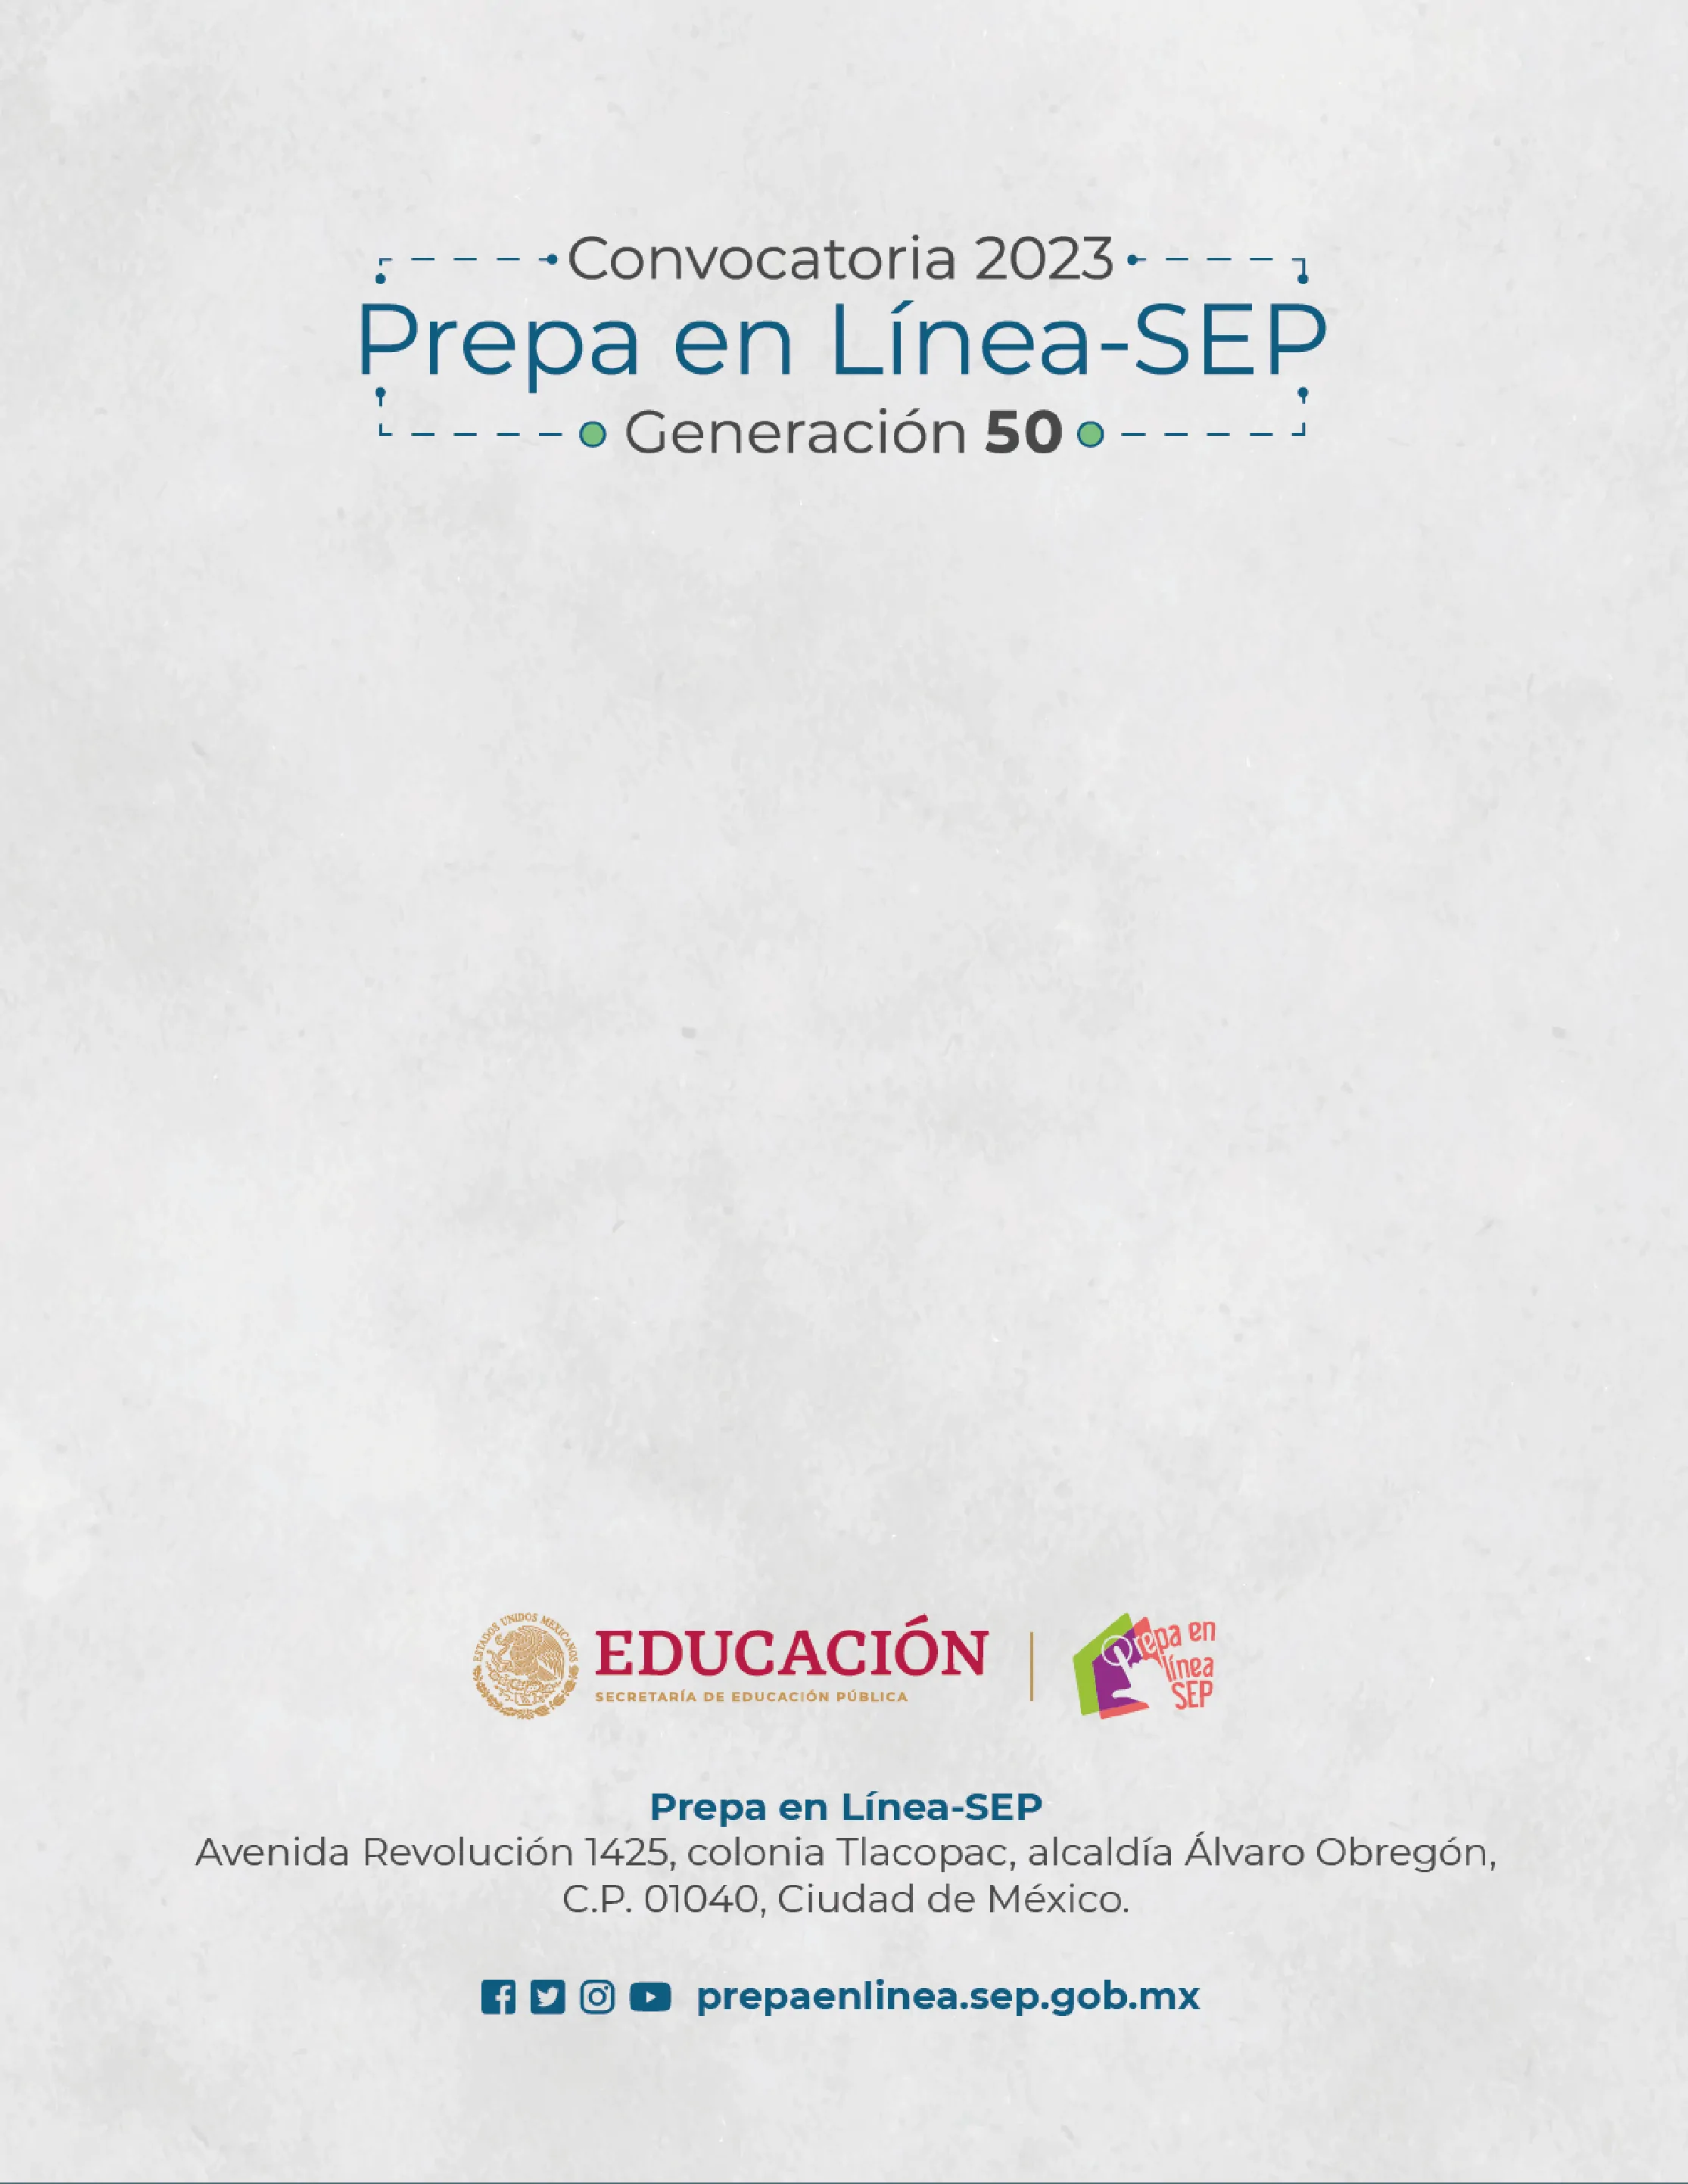 Convocatoria 2023
Prepa en Línea-SEP
Generación 50
ESTADOS UNIDOS MEXICANOS
EDUCACIÓN
SECRETARÍA DE EDUCACIÓN PÚBLICA
Prepa en
línea
SEP
Prepa en Línea-SEP
Avenida Revolución 1425, colonia Tlacopac, alcaldía Álvaro Obregón,
C.P. 01040, Ciudad de México.
prepaenlinea.sep.gob.mx